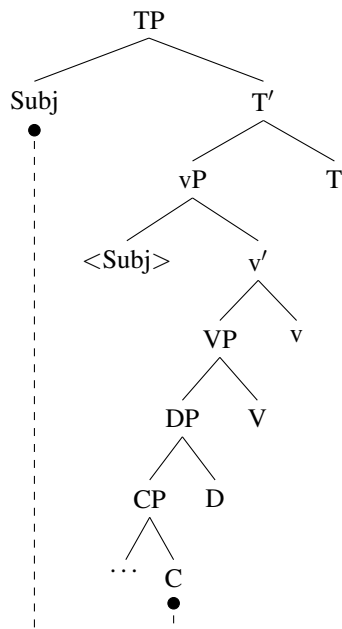 TP
Subj T′
vP T
<Subj> v′
VP v
DP V
CP D
... C